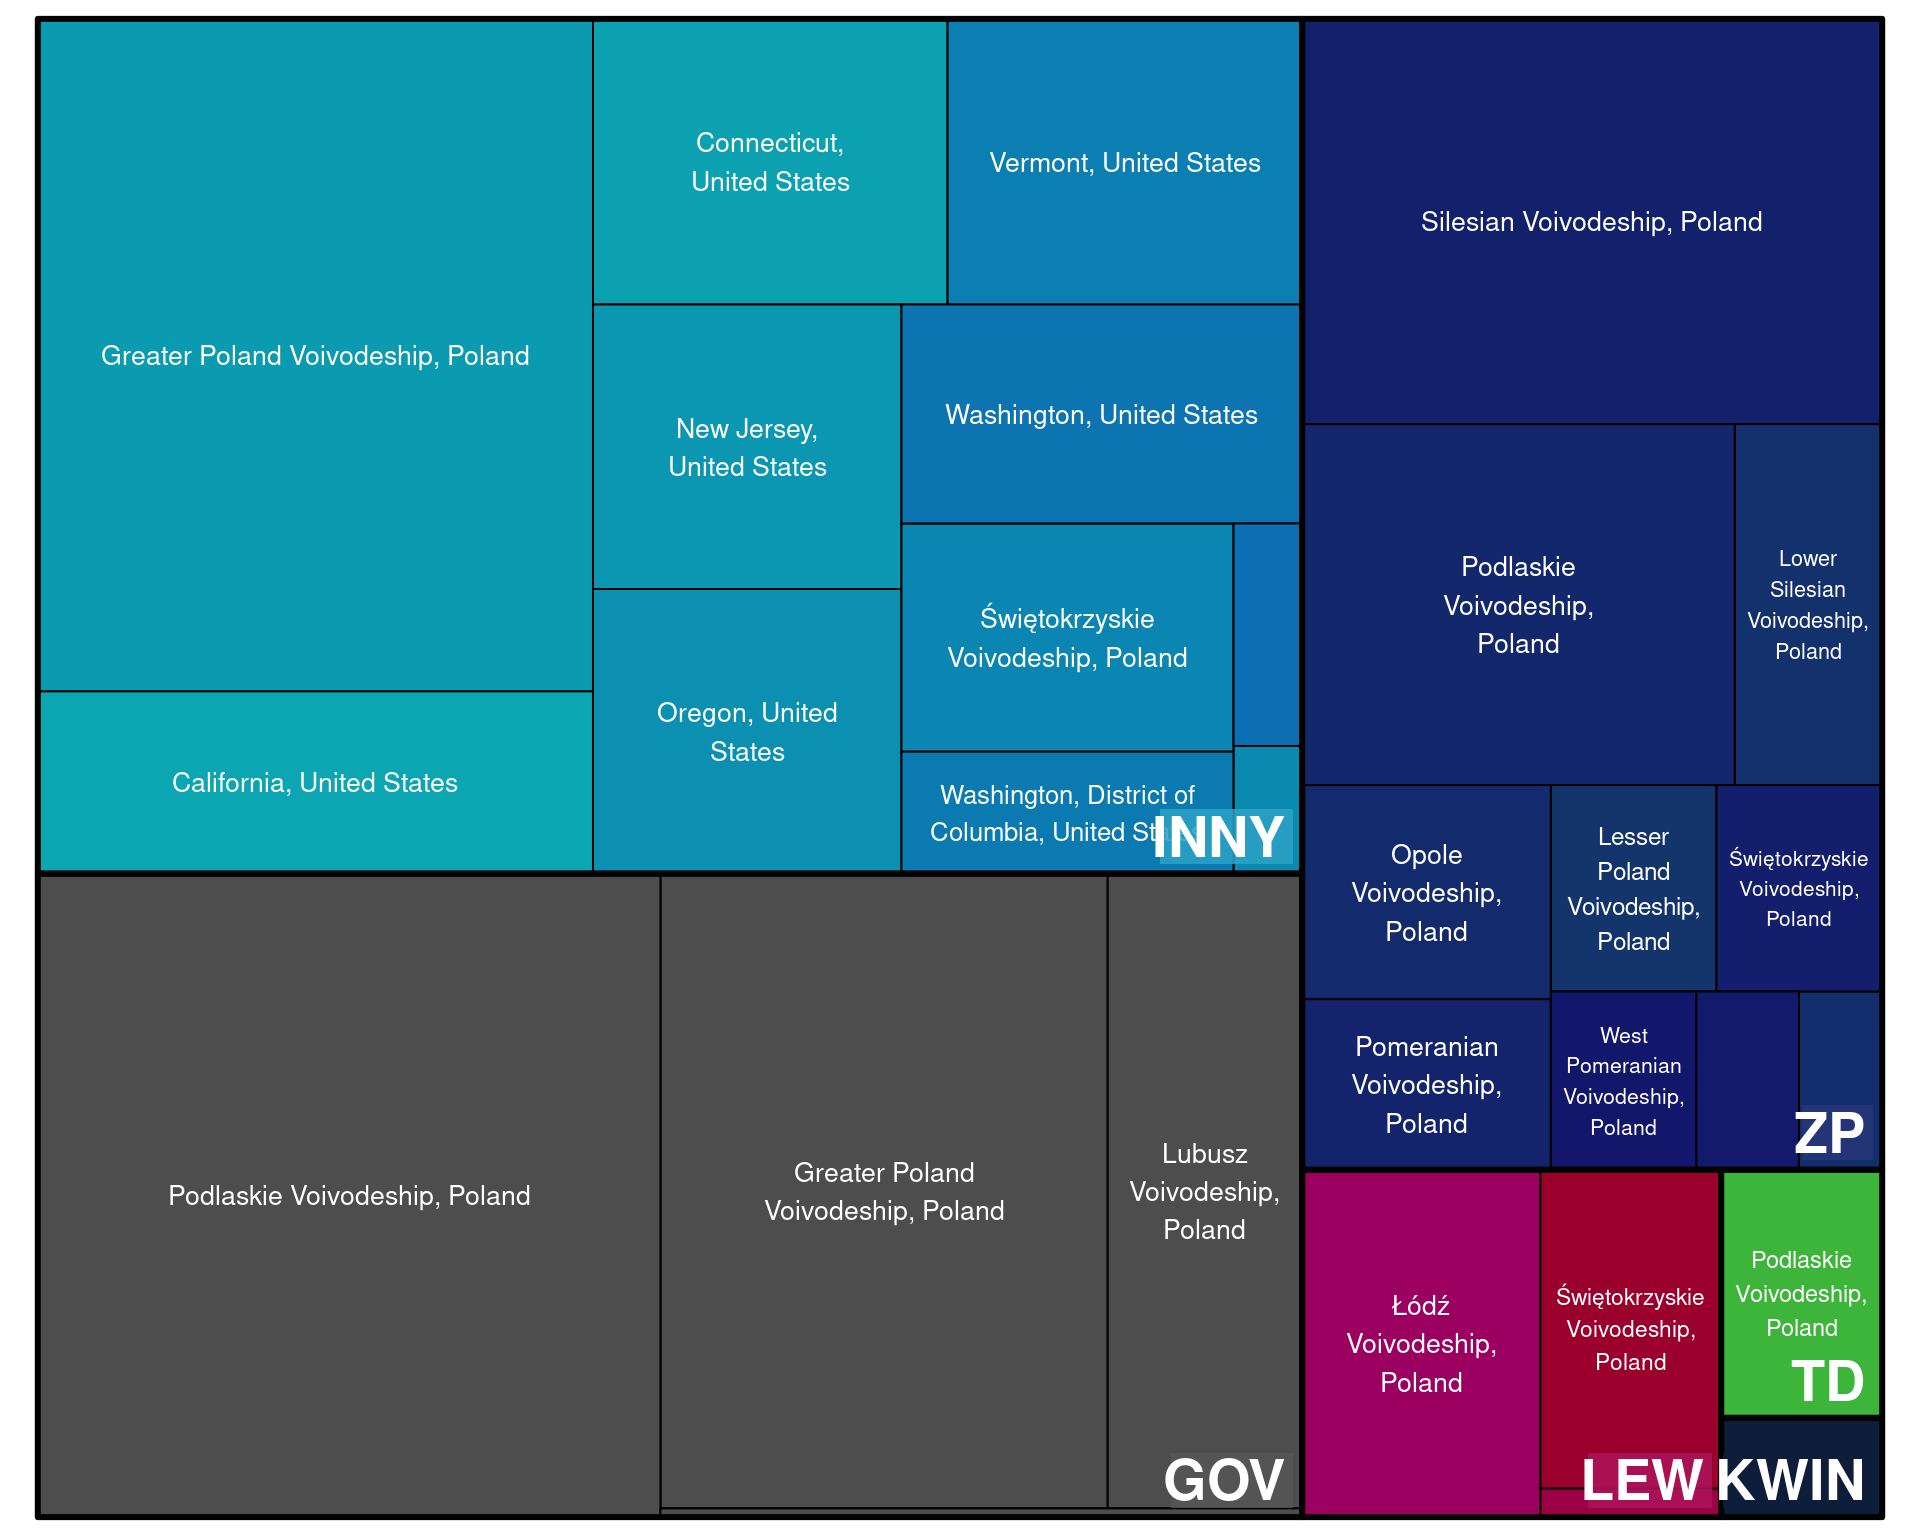 Greater Poland Voivodeship, Poland
California, United States
Connecticut,
United States
Vermont, United States
New Jersey,
United States
Washington, United States
Oregon, United
States
Świętokrzyskie
Voivodeship, Poland
Washington, District of
Columbia, United St
INNY
Podlaskie Voivodeship, Poland
Greater Poland
Voivodeship, Poland
Lubusz
Voivodeship,
Poland
GOV
Silesian Voivodeship, Poland
Podlaskie
Voivodeship,
Poland
Lower
Silesian
Voivodeship,
Poland
Opole
Voivodeship,
Poland
Lesser
Poland
Voivodeship,
Poland
Świętokrzyskie
Voivodeship,
Poland
Pomeranian
Voivodeship,
Poland
West
Pomeranian
Voivodeship,
Poland
ZP
Łódź
Voivodeship,
Poland
Świętokrzyskie
Voivodeship,
Poland
LEW
Podlaskie
Voivodeship,
Poland
TD
KWIN